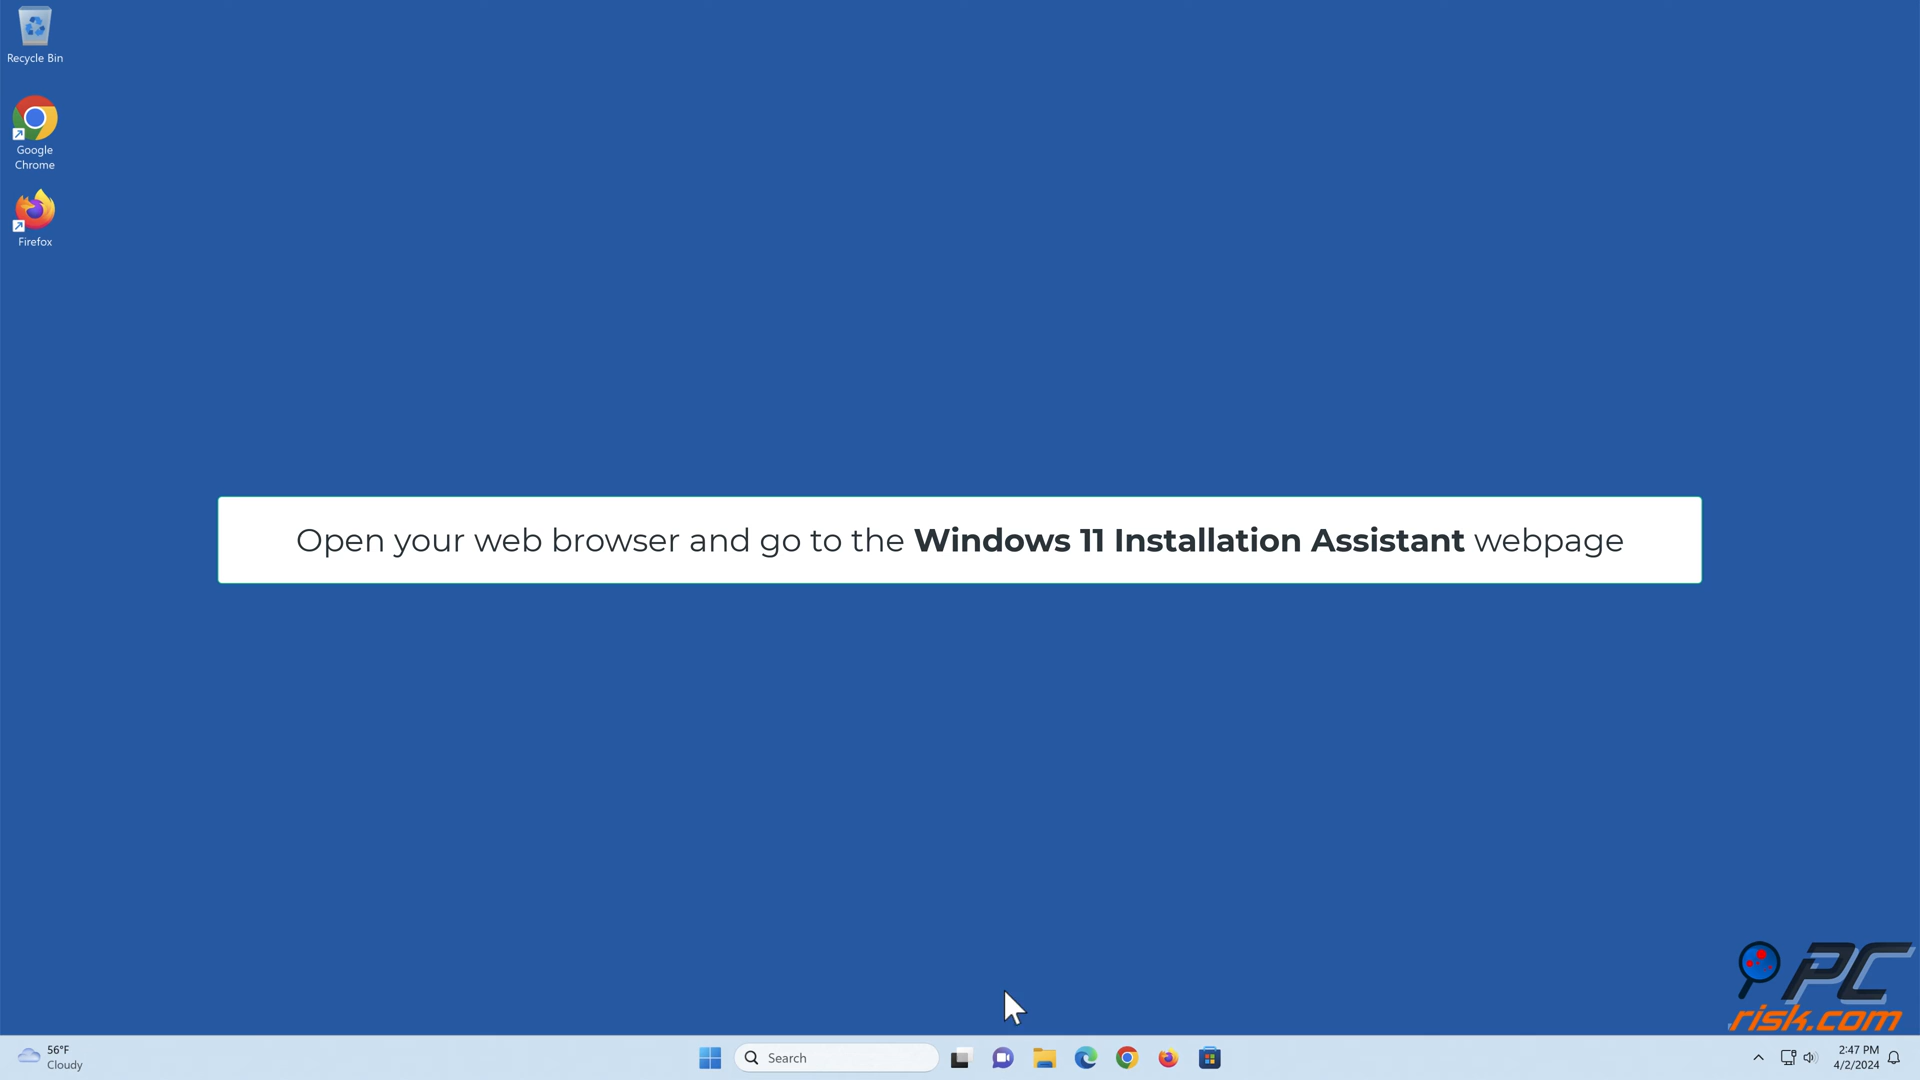 Recycle Bin
Google
Chrome
Firefox
Open your web browser and go to the Windows 11 Installation Assistant webpage
PC
risk.com
56°F
Cloudy
Search
2:47 PM
4/2/2024